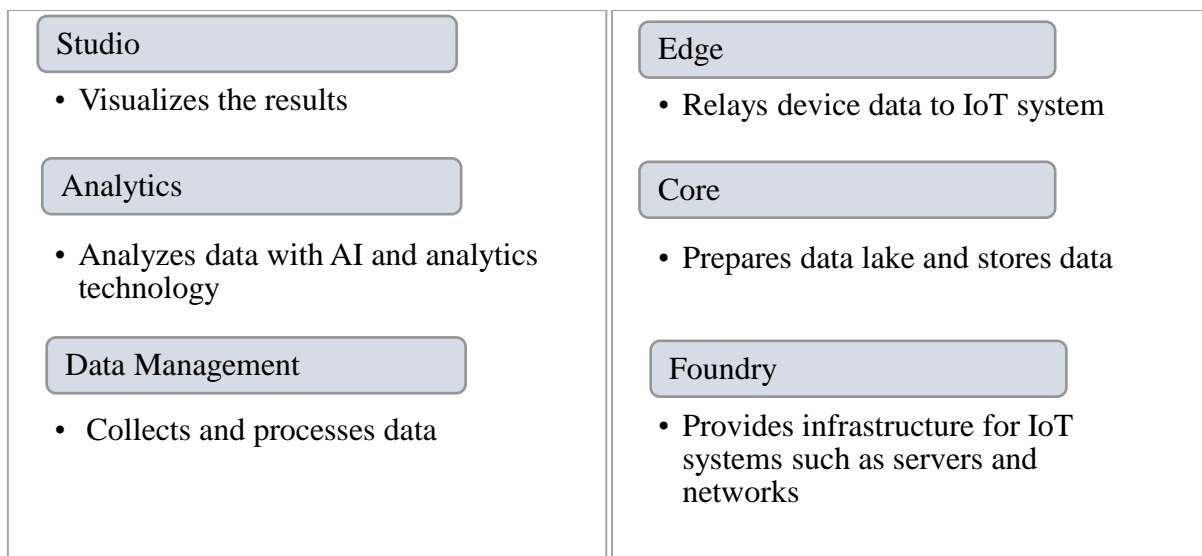 Studio
• Visualizes the results
Analytics
• Analyzes data with AI and analytics
technology
Data Management
• Collects and processes data
Edge
• Relays device data to IoT system
Core
• Prepares data lake and stores data
Foundry
• Provides infrastructure for IoT
systems such as servers and
networks